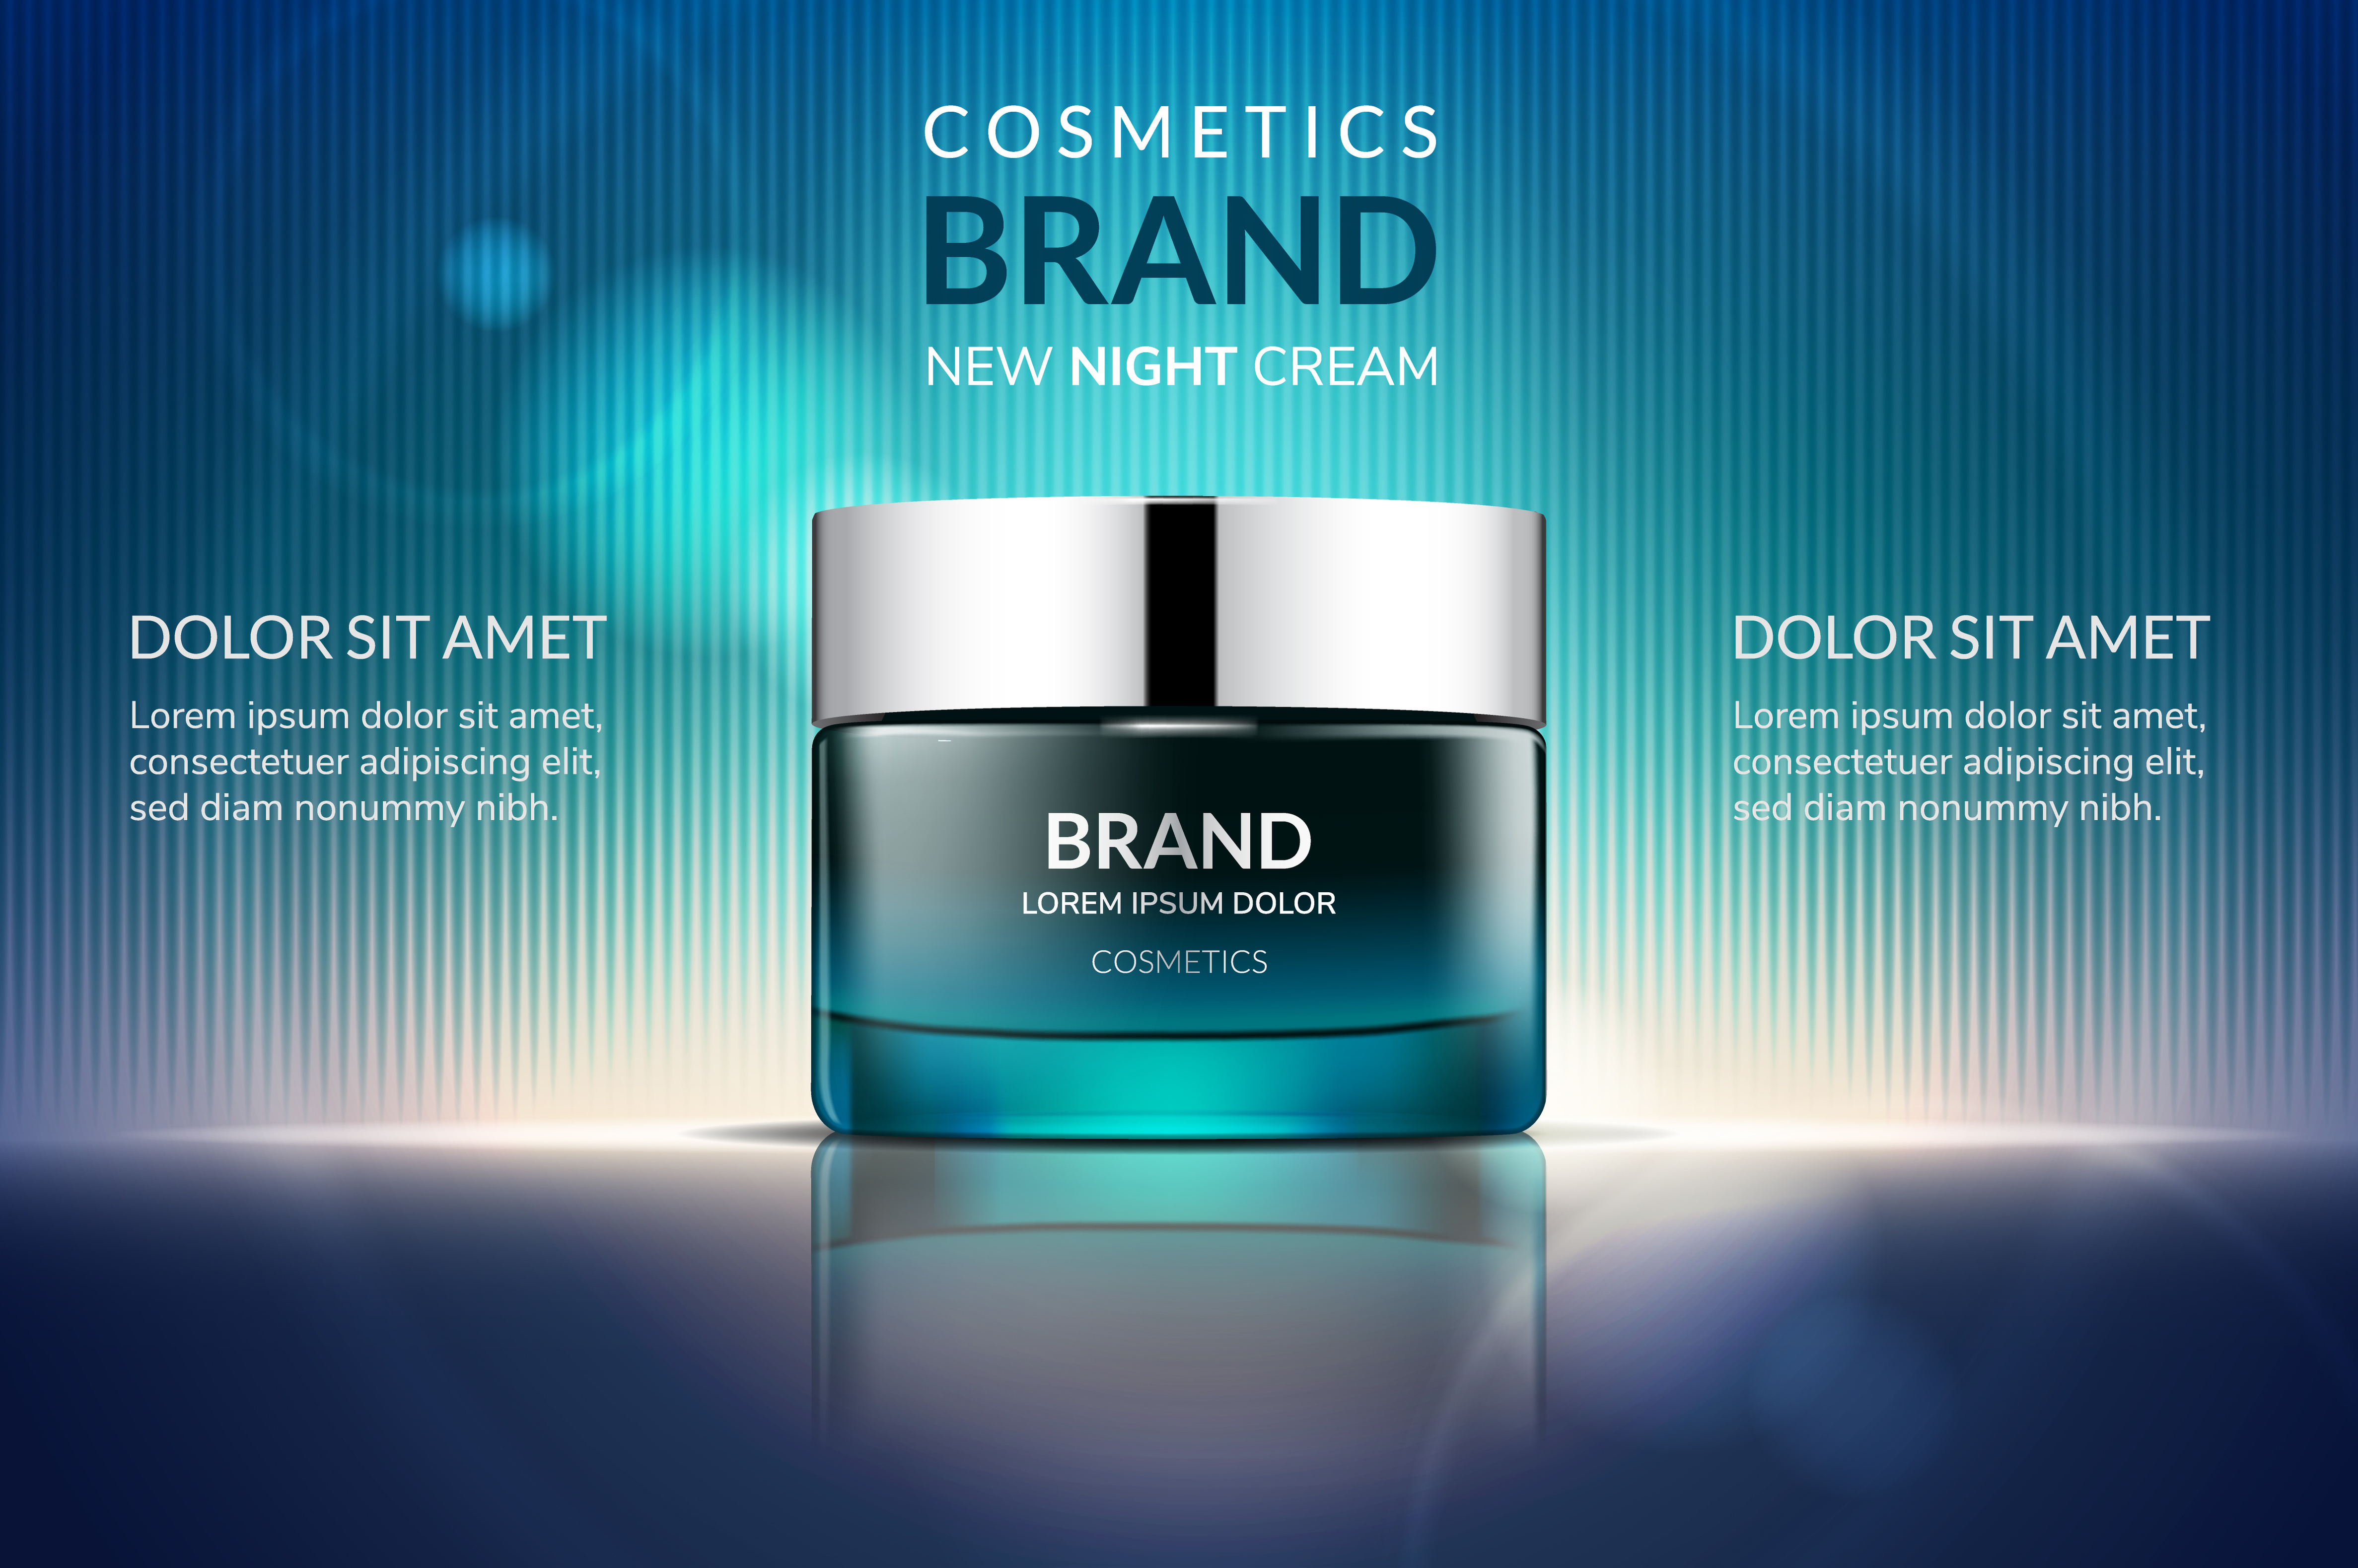 COSMETICS
BRAND
NEW NIGHT CREAM
DOLOR SIT AMET
Lorem ipsum dolor sit amet,
consectetuer adipiscing elit,
sed diam nonummy nibh.
BRAND
LOREM IPSUM DOLOR
COSMETICS
DOLOR SIT AMET
Lorem ipsum dolor sit amet,
consectetuer adipiscing elit,
sed diam nonummy nibh.